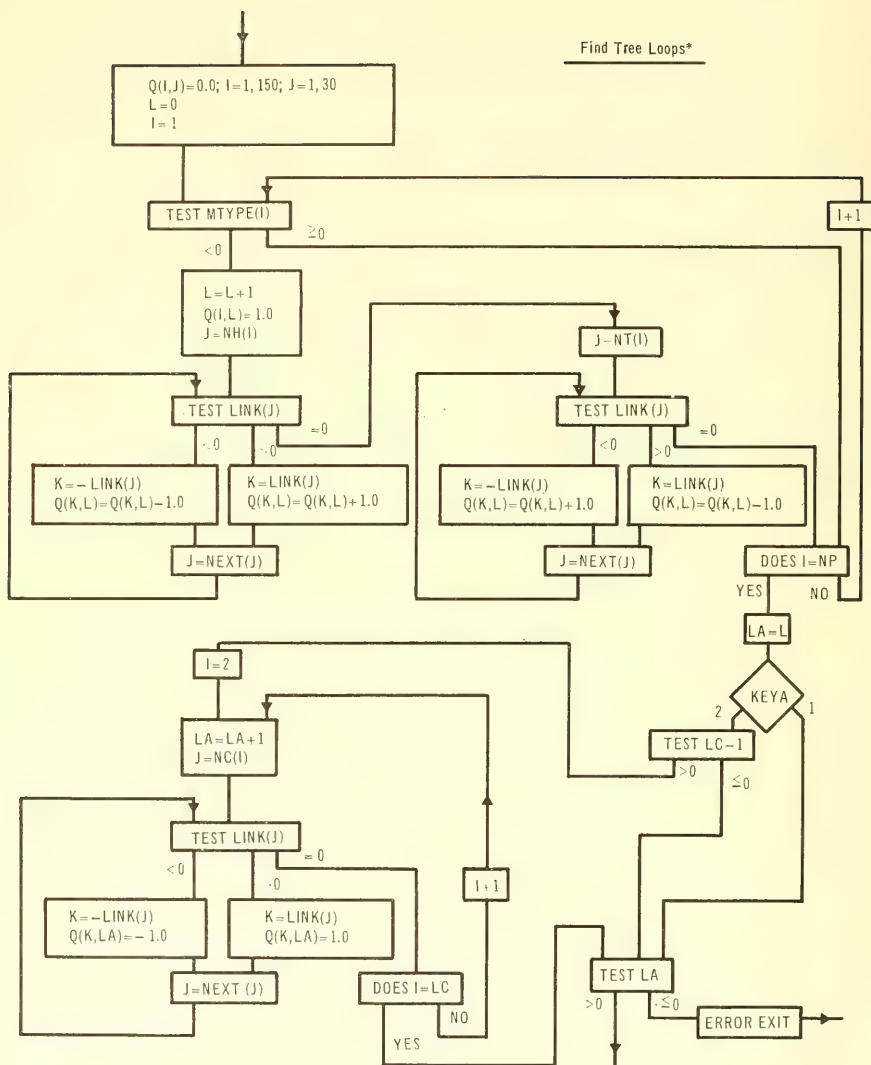 Find Tree Loops*
Q(I,J)=0.0; I=1, 150; J=1, 30
L=0
I=1
TEST MTYPE(I)
<0
≥0
I+1
L=L+1
Q(I,L)=1.0
J=NH(I)
J=NT(I)
TEST LINK(J)
=0
TEST LINK(J)
<0
>0
=0
K=-LINK(J)
Q(K,L)=Q(K,L)-1.0
K=LINK(J)
Q(K,L)=Q(K,L)+1.0
K=-LINK(J)
Q(K,L)=Q(K,L)+1.0
K=LINK(J)
Q(K,L)=Q(K,L)-1.0
J=NEXT(J)
J=NEXT(J)
DOES I=NP
YES
NO
LA=L
I=2
KEYA
2
1
LA=LA+1
J=NC(I)
TEST LC-1
>0
≤0
TEST LINK(J)
<0
=0
I+1
K=-LINK(J)
Q(K,LA)=-1.0
K=LINK(J)
Q(K,LA)=1.0
J=NEXT (J)
DOES I=LC
YES
NO
TEST LA
>0
≤0
ERROR EXIT